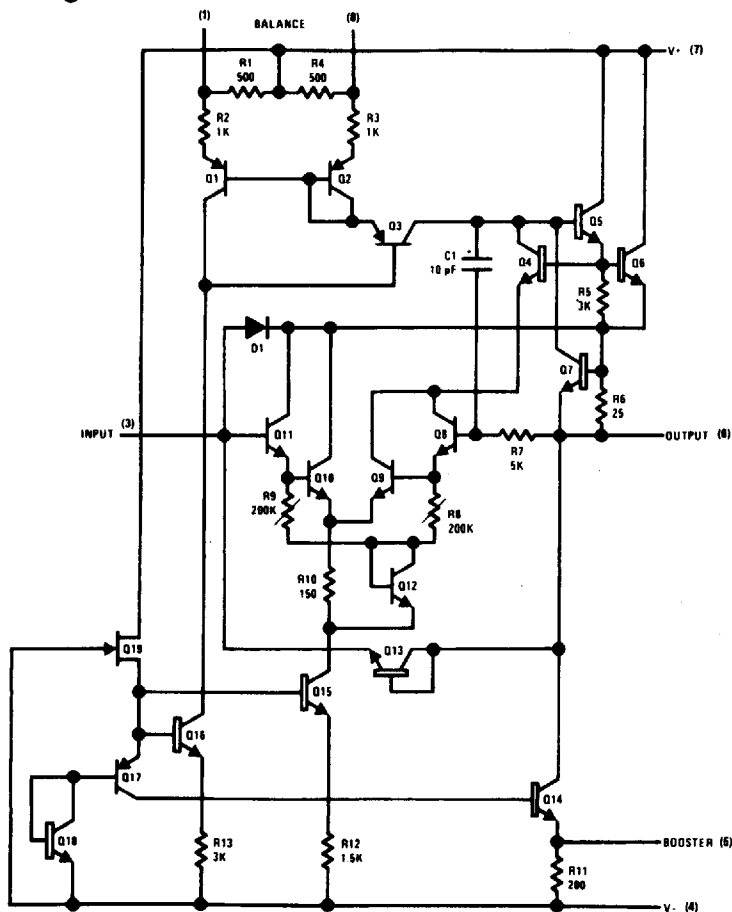 (1)
BALANCE
(8)
V+ (7)
R1
500
R4
500
R2
1K
R3
1K
Q1
Q2
Q3
Q5
C1
10 pF
Q4
Q6
R5
3K
D1
Q7
R6
25
INPUT (3)
Q11
Q8
OUTPUT (6)
R7
5K
Q10
Q9
R9
200K
R8
200K
R10
150
Q12
Q19
Q13
Q15
Q16
Q17
Q14
Q18
R13
3K
R12
1.5K
BOOSTER (5)
R11
200
V- (4)